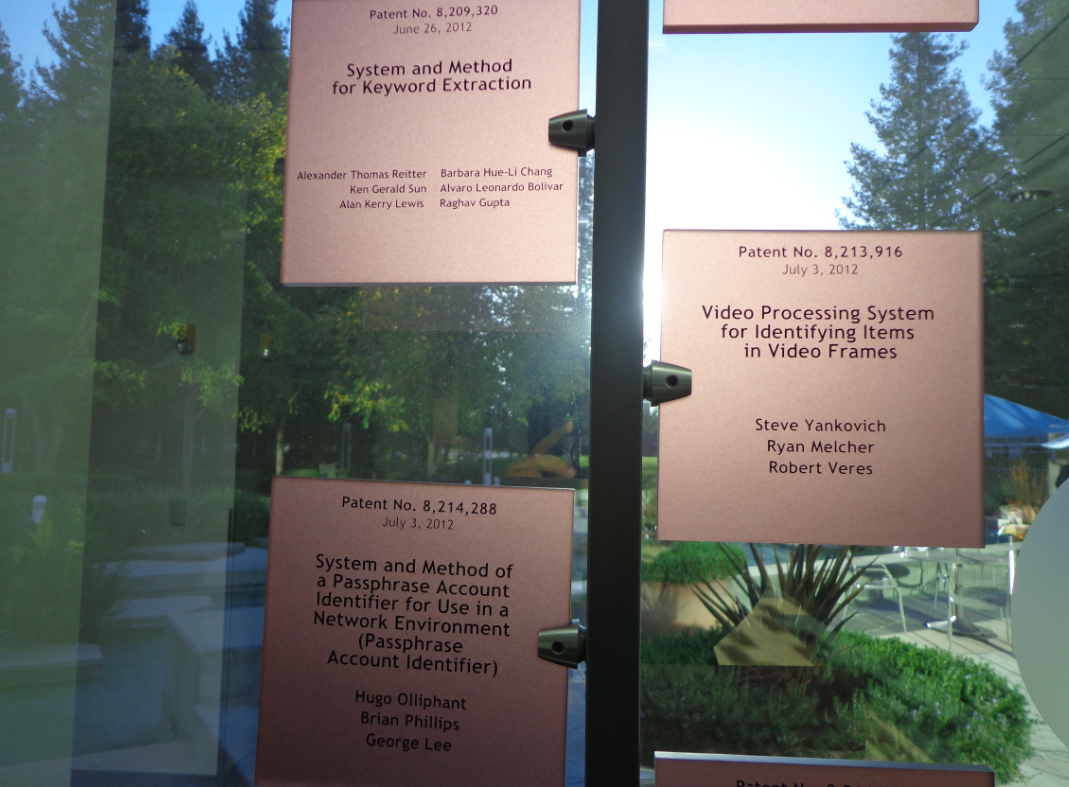 Patent No. 8,209,320
June 26, 2012
System and Method
for Keyword Extraction
Alexander Thomas Reitter Barbara Hue-Li Chang
Ken Gerald Sun Alvaro Leonardo Bolivar
Alan Kerry Lewis Raghav Gupta
Patent No. 8,214,288
July 3, 2012
System and Method of
a Passphrase Account
Identifier for Use in a
Network Environment
(Passphrase
Account Identifier)
Hugo Olliphant
Brian Phillips
George Lee
Patent No. 8,213,916
July 3, 2012
Video Processing System
for Identifying Items
in Video Frames
Steve Yankovich
Ryan Melcher
Robert Veres
Patent No.